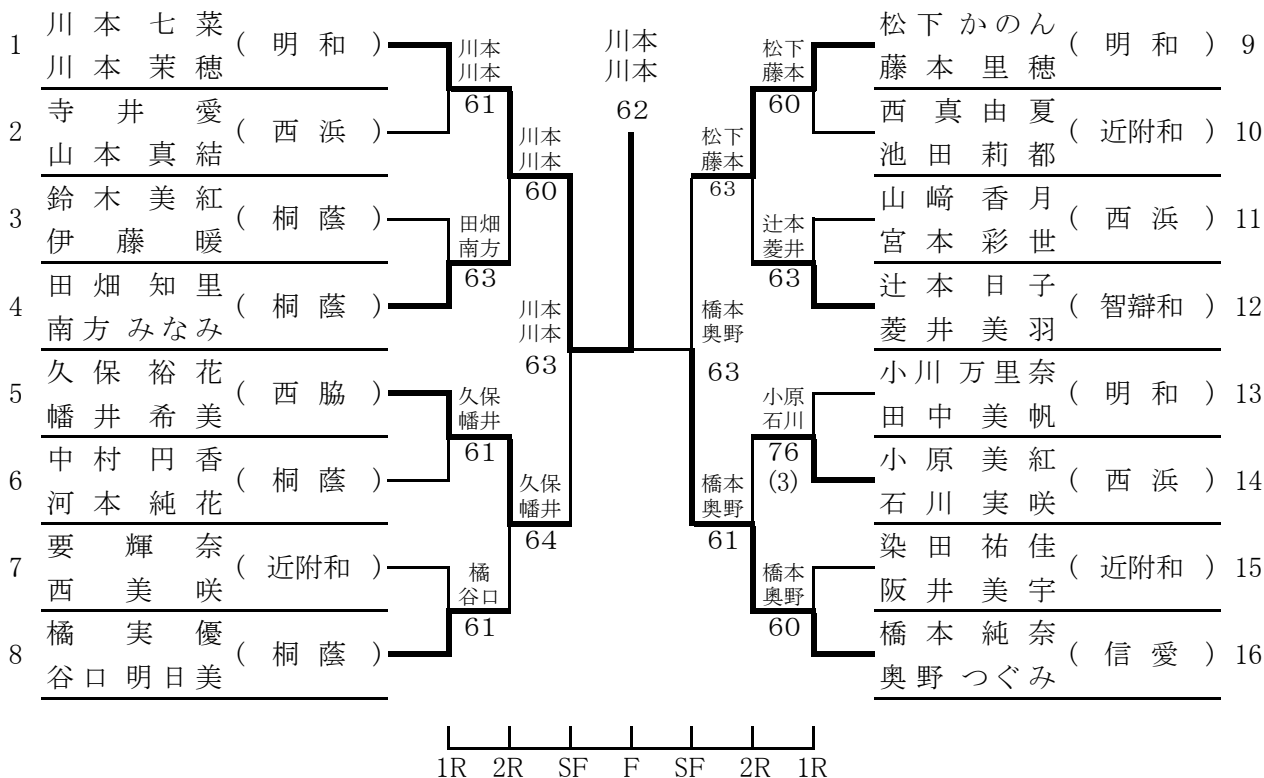 1 川本 七菜 (明和)
川本 茉穂
2 寺井 愛 (西浜)
山本 真結
3 鈴木 美紅 (桐蔭)
伊藤 暖
4 田畑 知里 (桐蔭)
南方 みなみ
5 久保 裕花 (西脇)
幡井 希美
6 中村 円香 (桐蔭)
河本 純花
7 要 輝奈 (近附和)
西 美咲
8 橘 実優 (桐蔭)
谷口 明日美
川本
川本
61
田畑
南方
63
久保
幡井
61
橘
谷口
61
川本
川本
60
久保
幡井
64
川本
川本
63
川本
川本
62
橋本
奥野
63
松下
藤本
63
橋本
奥野
61
松下
藤本
60
辻本
菱井
63
小原
石川
76
(3)
橋本
奥野
60
松下 かのん (明和) 9
藤本 里穂
西 真由夏 (近附和) 10
池田 莉都
山﨑 香月 (西浜) 11
宮本 彩世
辻本 日子 (智辯和) 12
菱井 美羽
小川 万里奈 (明和) 13
田中 美帆
小原 美紅 (西浜) 14
石川 実咲
染田 祐佳 (近附和) 15
阪井 美宇
橋本 純奈 (信愛) 16
奥野 つぐみ
1R 2R SF F SF 2R 1R